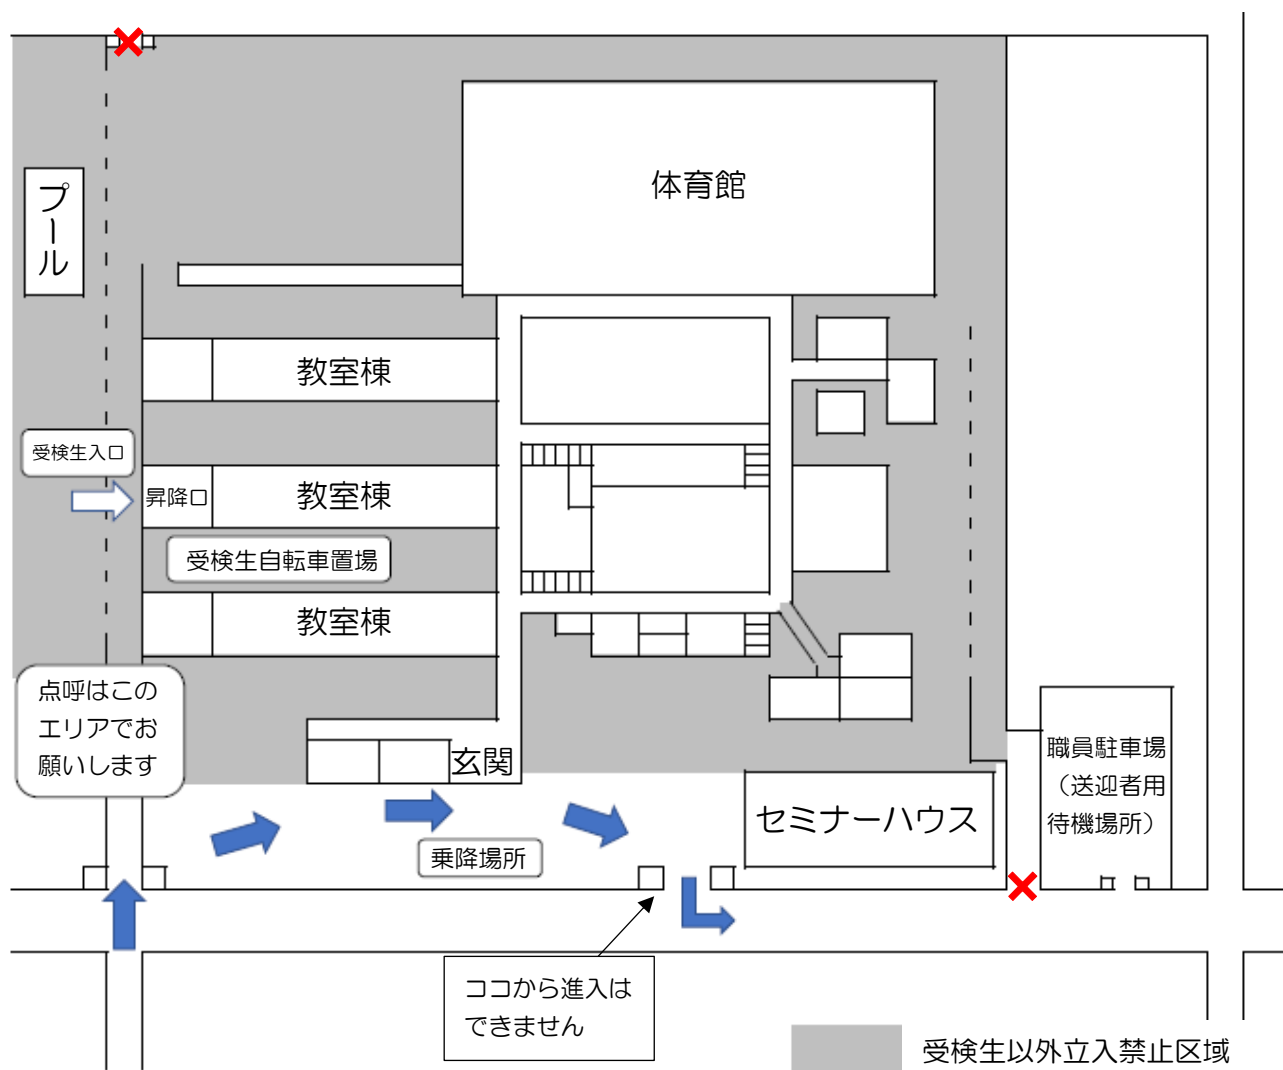 体育館
プール
教室棟
受検生入口
昇降口
教室棟
受検生自転車置場
教室棟
点呼はこの
エリアでお
願いします
玄関
職員駐車場
（送迎者用
待機場所）
セミナーハウス
乗降場所
ココから進入は
できません
受検生以外立入禁止区域